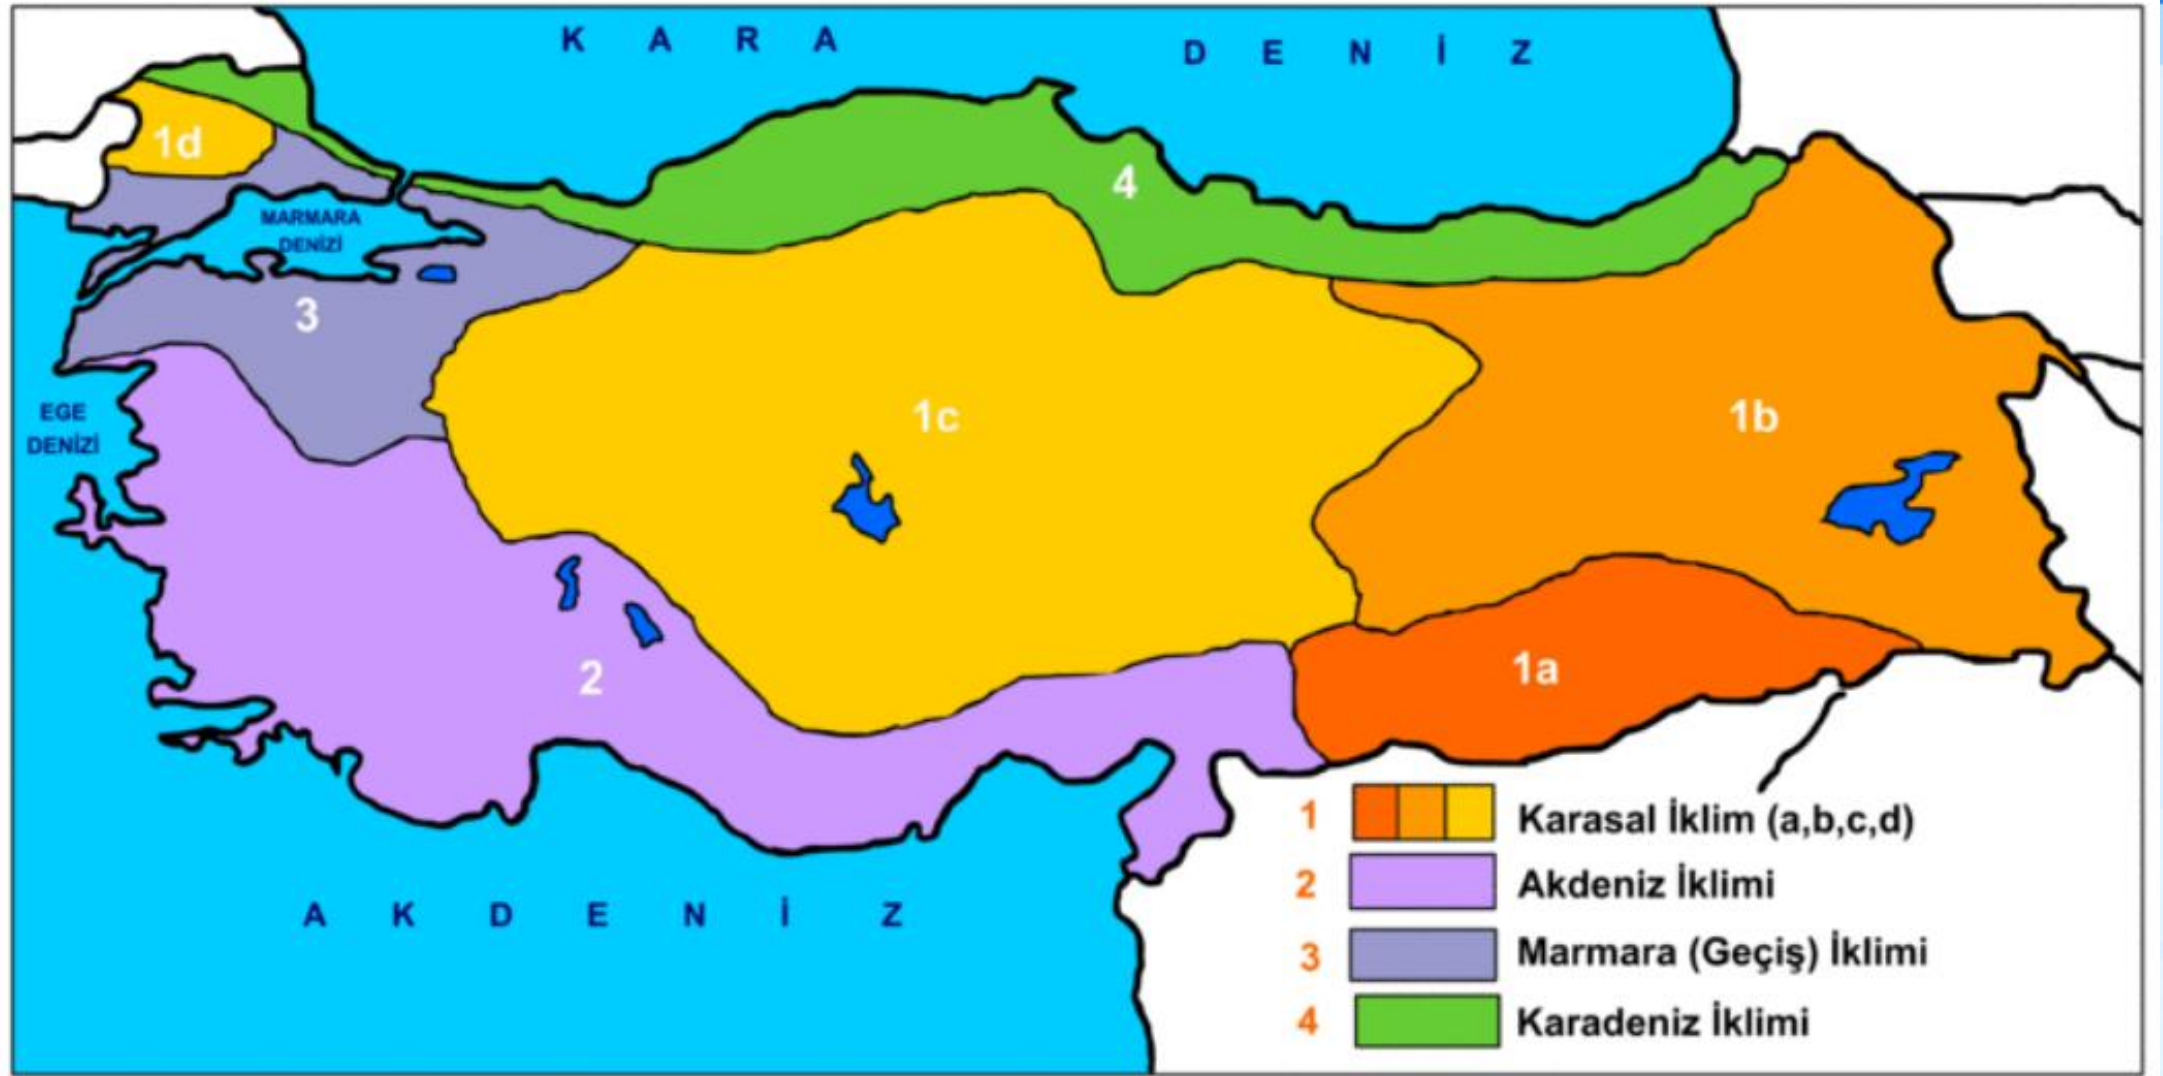 K A R A D E N İ Z
1d
4
MARMARA
DENİZİ
3
EGE
DENİZİ
1c
1b
2
1a
A K D E N İ Z
1 Karasal İklim (a,b,c,d)
2 Akdeniz İklimi
3 Marmara (Geçiş) İklimi
4 Karadeniz İklimi